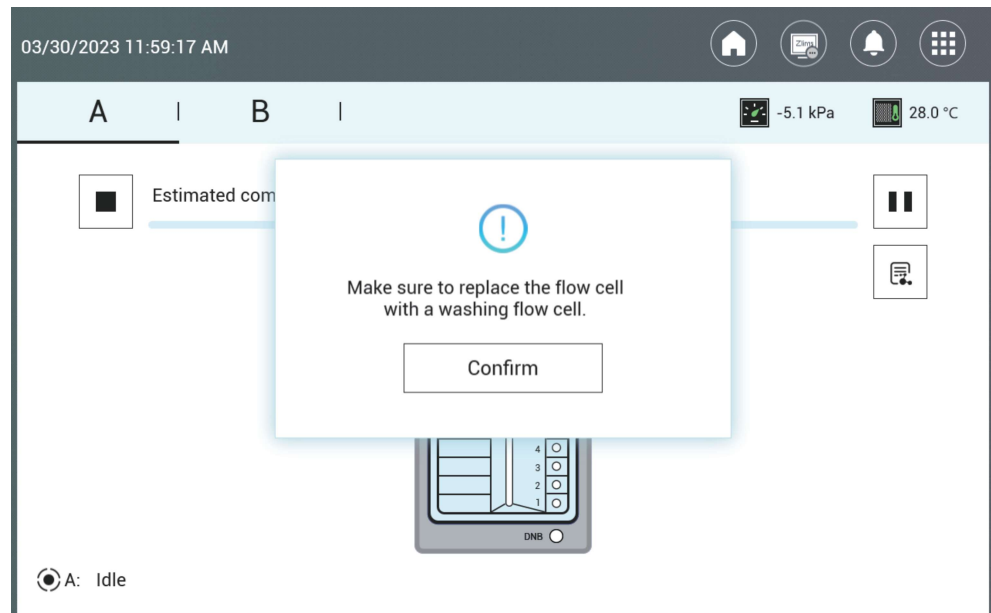 03/30/2023 11:59:17 AM
Zlims
A | B |
-5.1 kPa
28.0 °C
Estimated com
Make sure to replace the flow cell
with a washing flow cell.
Confirm
4
3
2
1
DNB
A: Idle